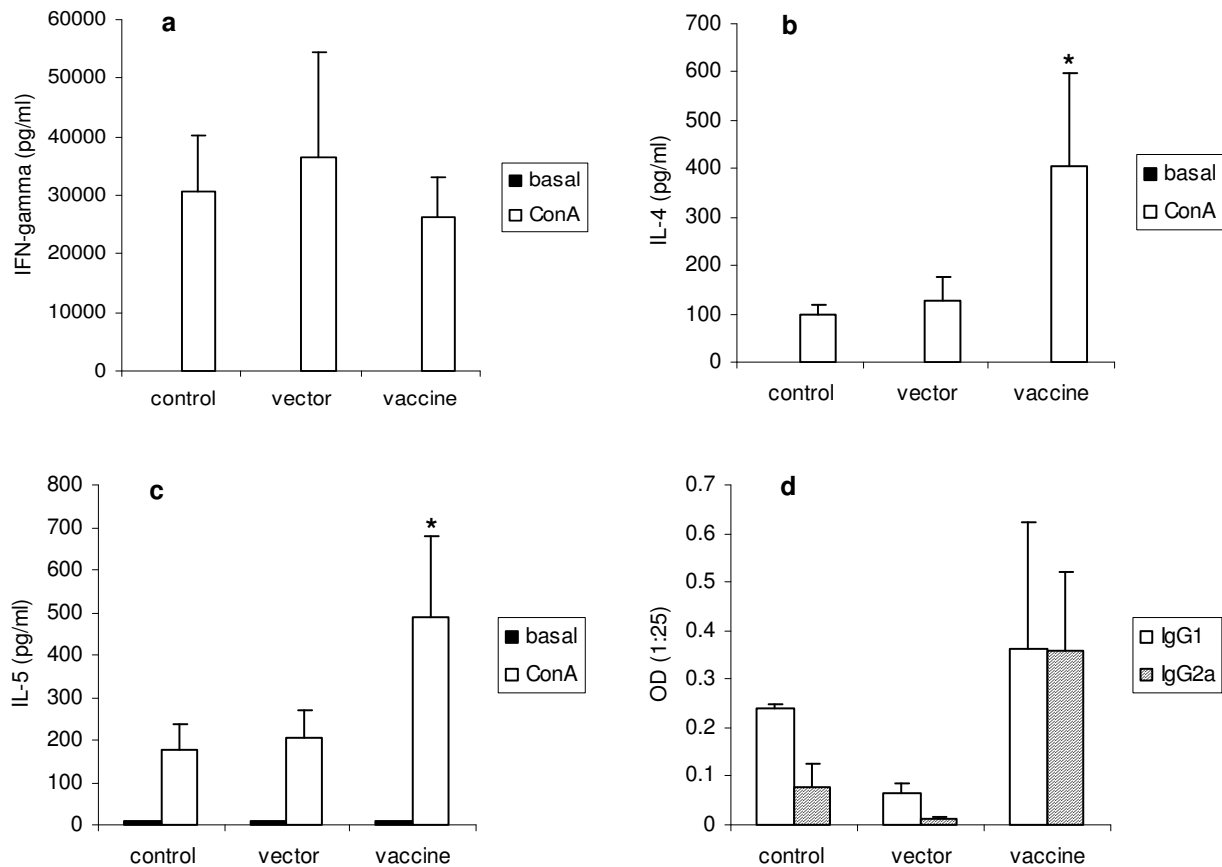 a
IFN-gamma (pg/ml)
60000
50000
40000
30000
20000
10000
0
control vector vaccine
basal
ConA
b
IL-4 (pg/ml)
700
600
500
400
300
200
100
0
*
control vector vaccine
basal
ConA
c
IL-5 (pg/ml)
800
700
600
500
400
300
200
100
0
*
control vector vaccine
basal
ConA
d
OD (1:25)
0.7
0.6
0.5
0.4
0.3
0.2
0.1
0
control vector vaccine
IgG1
IgG2a